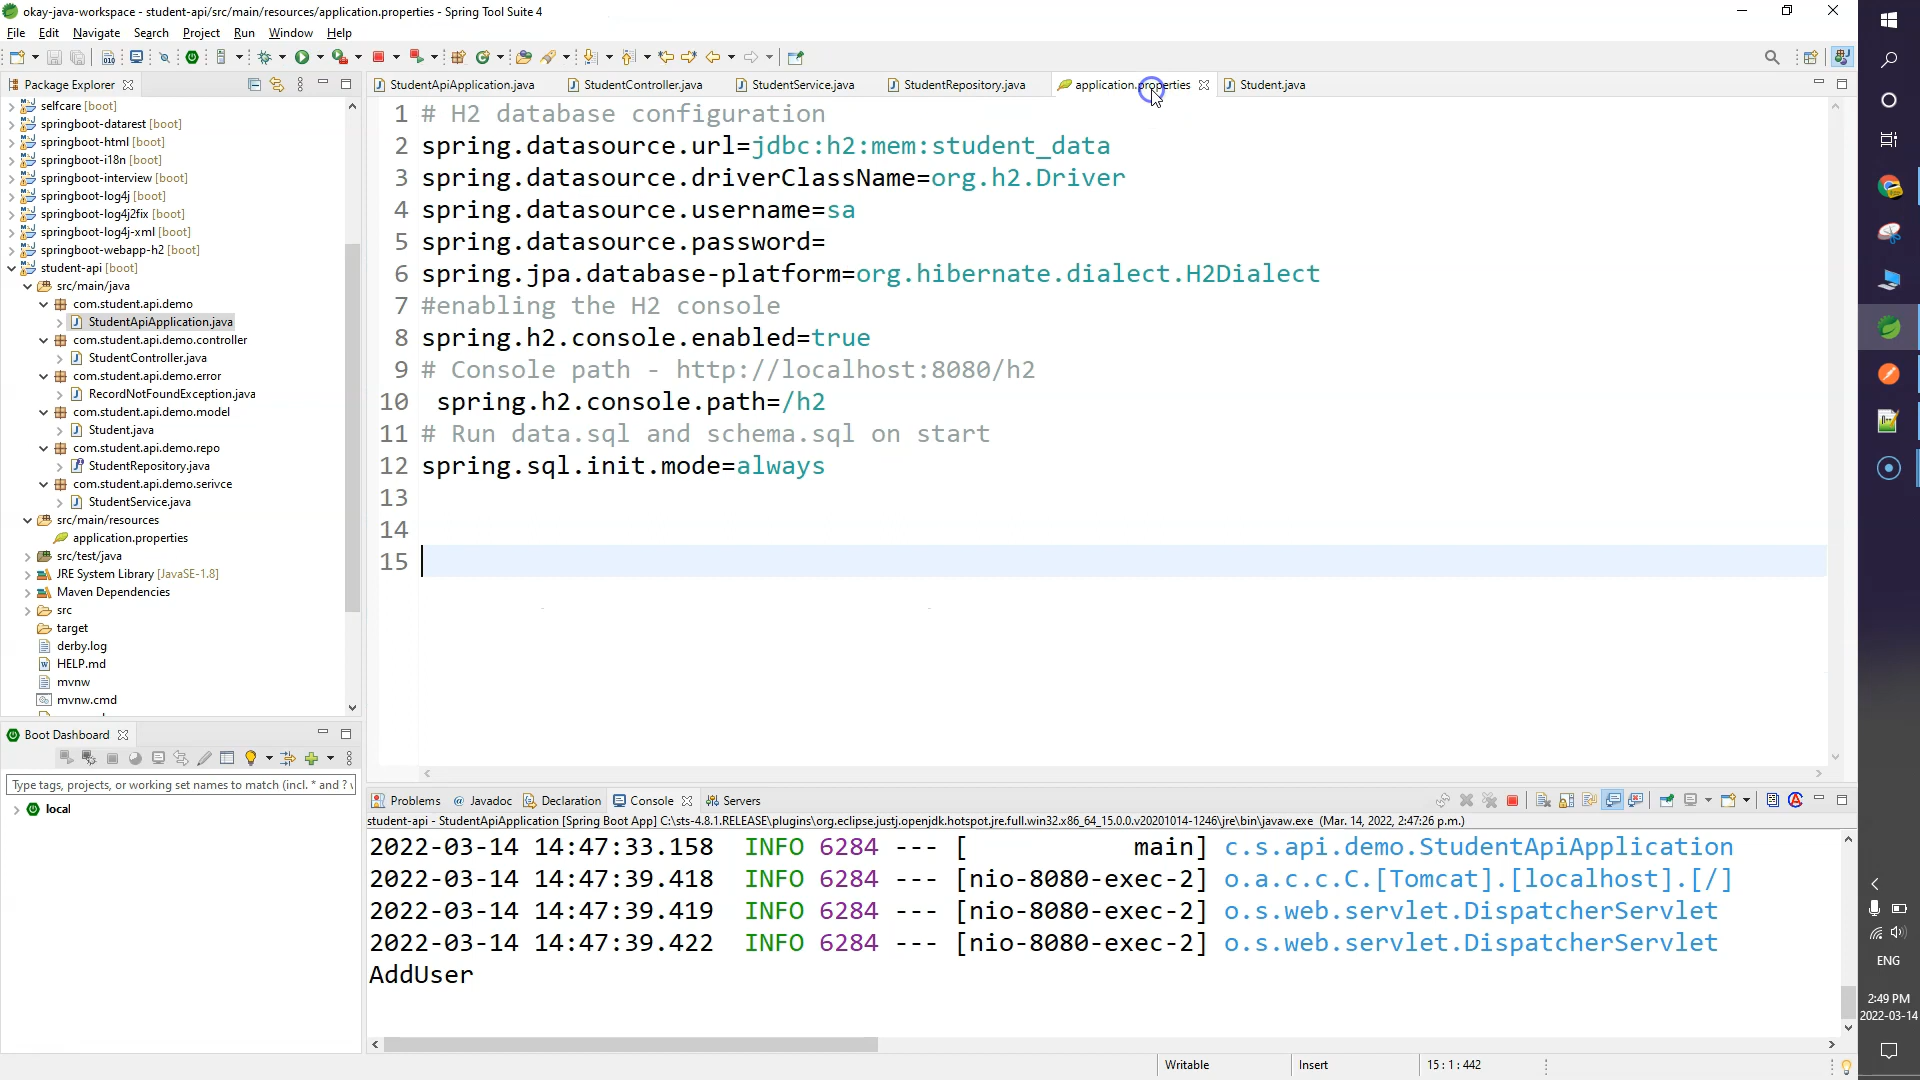 okay-java-workspace - student-api/src/main/resources/application.properties - Spring Tool Suite 4
File Edit Navigate Search Project Run Window Help
Package Explorer
StudentApiApplication.java StudentController.java StudentService.java StudentRepository.java application.properties Student.java
selfcare [boot]
springboot-datarest [boot]
springboot-html [boot]
springboot-i18n [boot]
springboot-interview [boot]
springboot-log4j [boot]
springboot-log4j2fix [boot]
springboot-log4j-xml [boot]
springboot-webapp-h2 [boot]
student-api [boot]
src/main/java
com.student.api.demo
StudentApiApplication.java
com.student.api.demo.controller
StudentController.java
com.student.api.demo.error
RecordNotFoundException.java
com.student.api.demo.model
Student.java
com.student.api.demo.repo
StudentRepository.java
com.student.api.demo.serivce
StudentService.java
src/main/resources
application.properties
src/test/java
JRE System Library [JavaSE-1.8]
Maven Dependencies
src
target
derby.log
HELP.md
mvnw
mvnw.cmd
1 # H2 database configuration
2 spring.datasource.url=jdbc:h2:mem:student_data
3 spring.datasource.driverClassName=org.h2.Driver
4 spring.datasource.username=sa
5 spring.datasource.password=
6 spring.jpa.database-platform=org.hibernate.dialect.H2Dialect
7 #enabling the H2 console
8 spring.h2.console.enabled=true
9 # Console path - http://localhost:8080/h2
10 spring.h2.console.path=/h2
11 # Run data.sql and schema.sql on start
12 spring.sql.init.mode=always
13
14
15
Boot Dashboard
Type tags, projects, or working set names to match (incl. * and ? 
local
Problems @ Javadoc Declaration Console Servers
student-api - StudentApiApplication [Spring Boot App] C:\sts-4.8.1.RELEASE\plugins\org.eclipse.justj.openjdk.hotspot.jre.full.win32.x86_64_15.0.0.v20201014-1246\jre\bin\javaw.exe (Mar. 14, 2022, 2:47:26 p.m.)
2022-03-14 14:47:33.158 INFO 6284 --- [ main] c.s.api.demo.StudentApiApplication
2022-03-14 14:47:39.418 INFO 6284 --- [nio-8080-exec-2] o.a.c.c.C.[Tomcat].[localhost].[/]
2022-03-14 14:47:39.419 INFO 6284 --- [nio-8080-exec-2] o.s.web.servlet.DispatcherServlet
2022-03-14 14:47:39.422 INFO 6284 --- [nio-8080-exec-2] o.s.web.servlet.DispatcherServlet
AddUser
Writable Insert 15 : 1 : 442
ENG
2:49 PM
2022-03-14